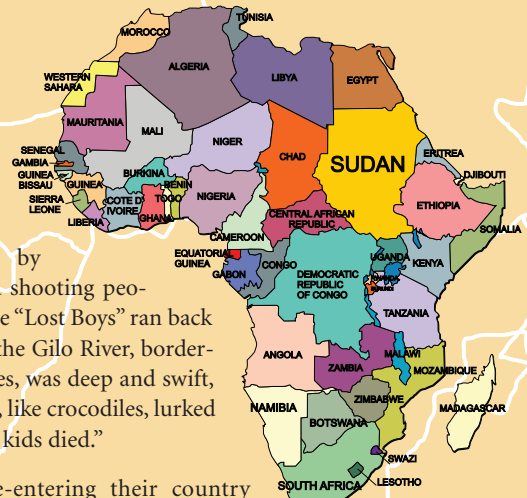 TUNISIA
MOROCCO
ALGERIA
LIBYA
EGYPT
WESTERN
SAHARA
MAURITANIA
MALI
NIGER
CHAD
SUDAN
ERITREA
DJIBOUTI
SENEGAL
GAMBIA
GUINEA
BISSAU
GUINEA
SIERRA
LEONE
LIBERIA
COTE D'
IVOIRE
BURKINA
GHANA
TOGO
BENIN
NIGERIA
ETHIOPIA
SOMALIA
CENTRAL AFRICAN
REPUBLIC
CAMEROON
EQUATORIAL
GUINEA
GABON
CONGO
DEMOCRATIC
REPUBLIC
OF CONGO
UGANDA
KENYA
TANZANIA
ANGOLA
ZAMBIA
MALAWI
MOZAMBIQUE
NAMIBIA
ZIMBABWE
BOTSWANA
MADAGASCAR
SWAZI
LESOTHO
SOUTH AFRICA
by
shooting peo-
"Lost Boys" ran back
the Gilo River, border-
was deep and swift,
like crocodiles, lurked
kids died."
their country